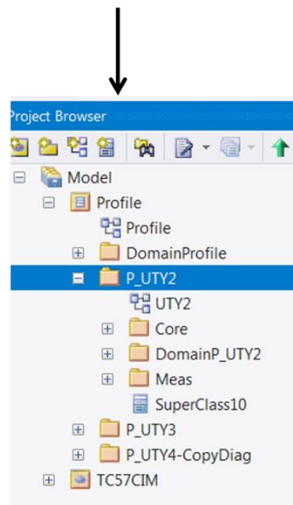 Project Browser
Model
Profile
Profile
DomainProfile
P_UTY2
UTY2
Core
DomainP_UTY2
Meas
SuperClass10
P_UTY3
P_UTY4-CopyDiag
TC57CIM